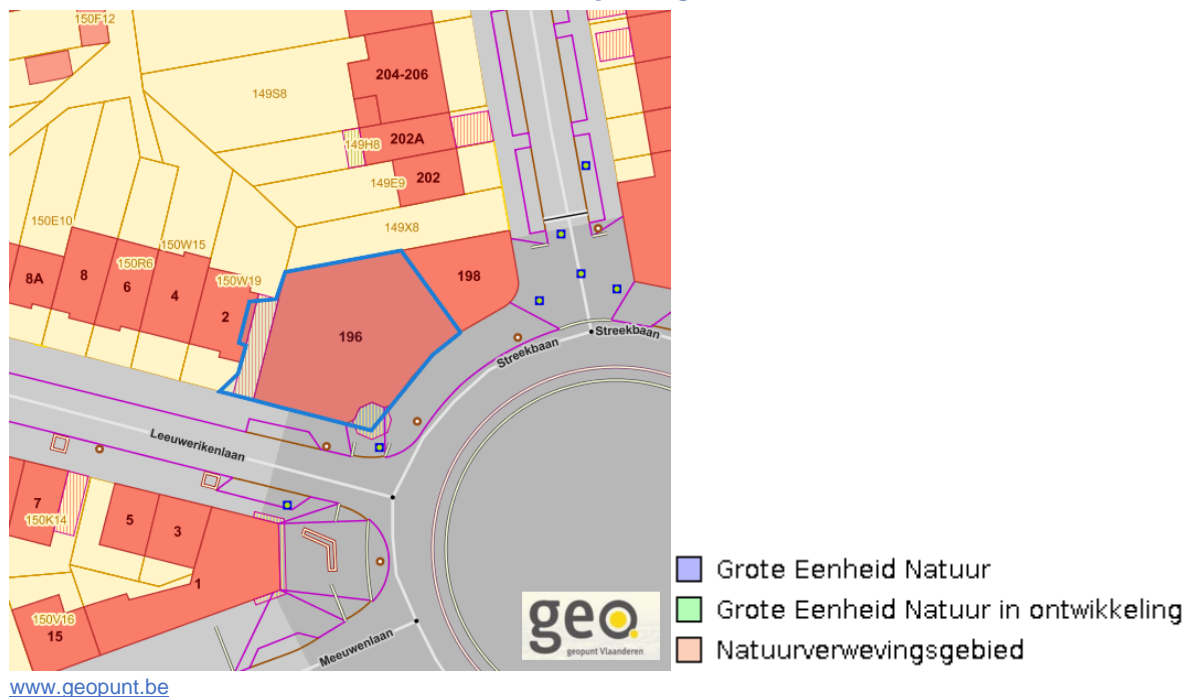 150F12
204-206
149S8
202A
149H8
202
149E9
149X8
150E10
150W15
150R6
150W19
8A
8
6
4
2
198
196
Streekbaan
Streekbaan
Leeuwerikenlaan
7
150K14
5
3
1
150V16
15
Meeuwenlaan
geo
geopunt Vlaanderen
Grote Eenheid Natuur
Grote Eenheid Natuur in ontwikkeling
Natuurverwevingsgebied
www.geopunt.be